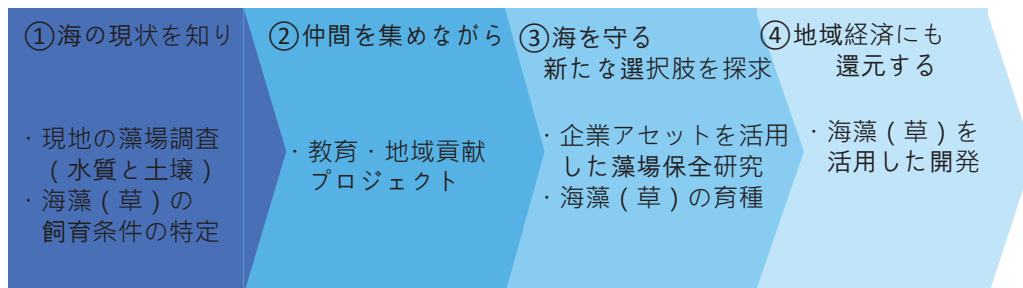 ①海の現状を知り
・現地の藻場調査
(水質と土壌)
・海藻(草)の
飼育条件の特定
②仲間を集めながら
・教育・地域貢献
プロジェクト
③海を守る
新たな選択肢を探求
・企業アセットを活用
した藻場保全研究
・海藻(草)の育種
④地域経済にも
還元する
・海藻(草)を
活用した開発